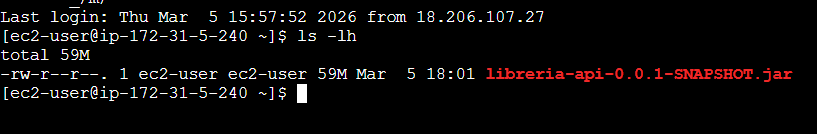 _/m/'
Last login: Thu Mar  5 15:57:52 2026 from 18.206.107.27
[ec2-user@ip-172-31-5-240 ~]$ ls -lh
total 59M
-rw-r--r--. 1 ec2-user ec2-user 59M Mar  5 18:01 libreria-api-0.0.1-SNAPSHOT.jar
[ec2-user@ip-172-31-5-240 ~]$